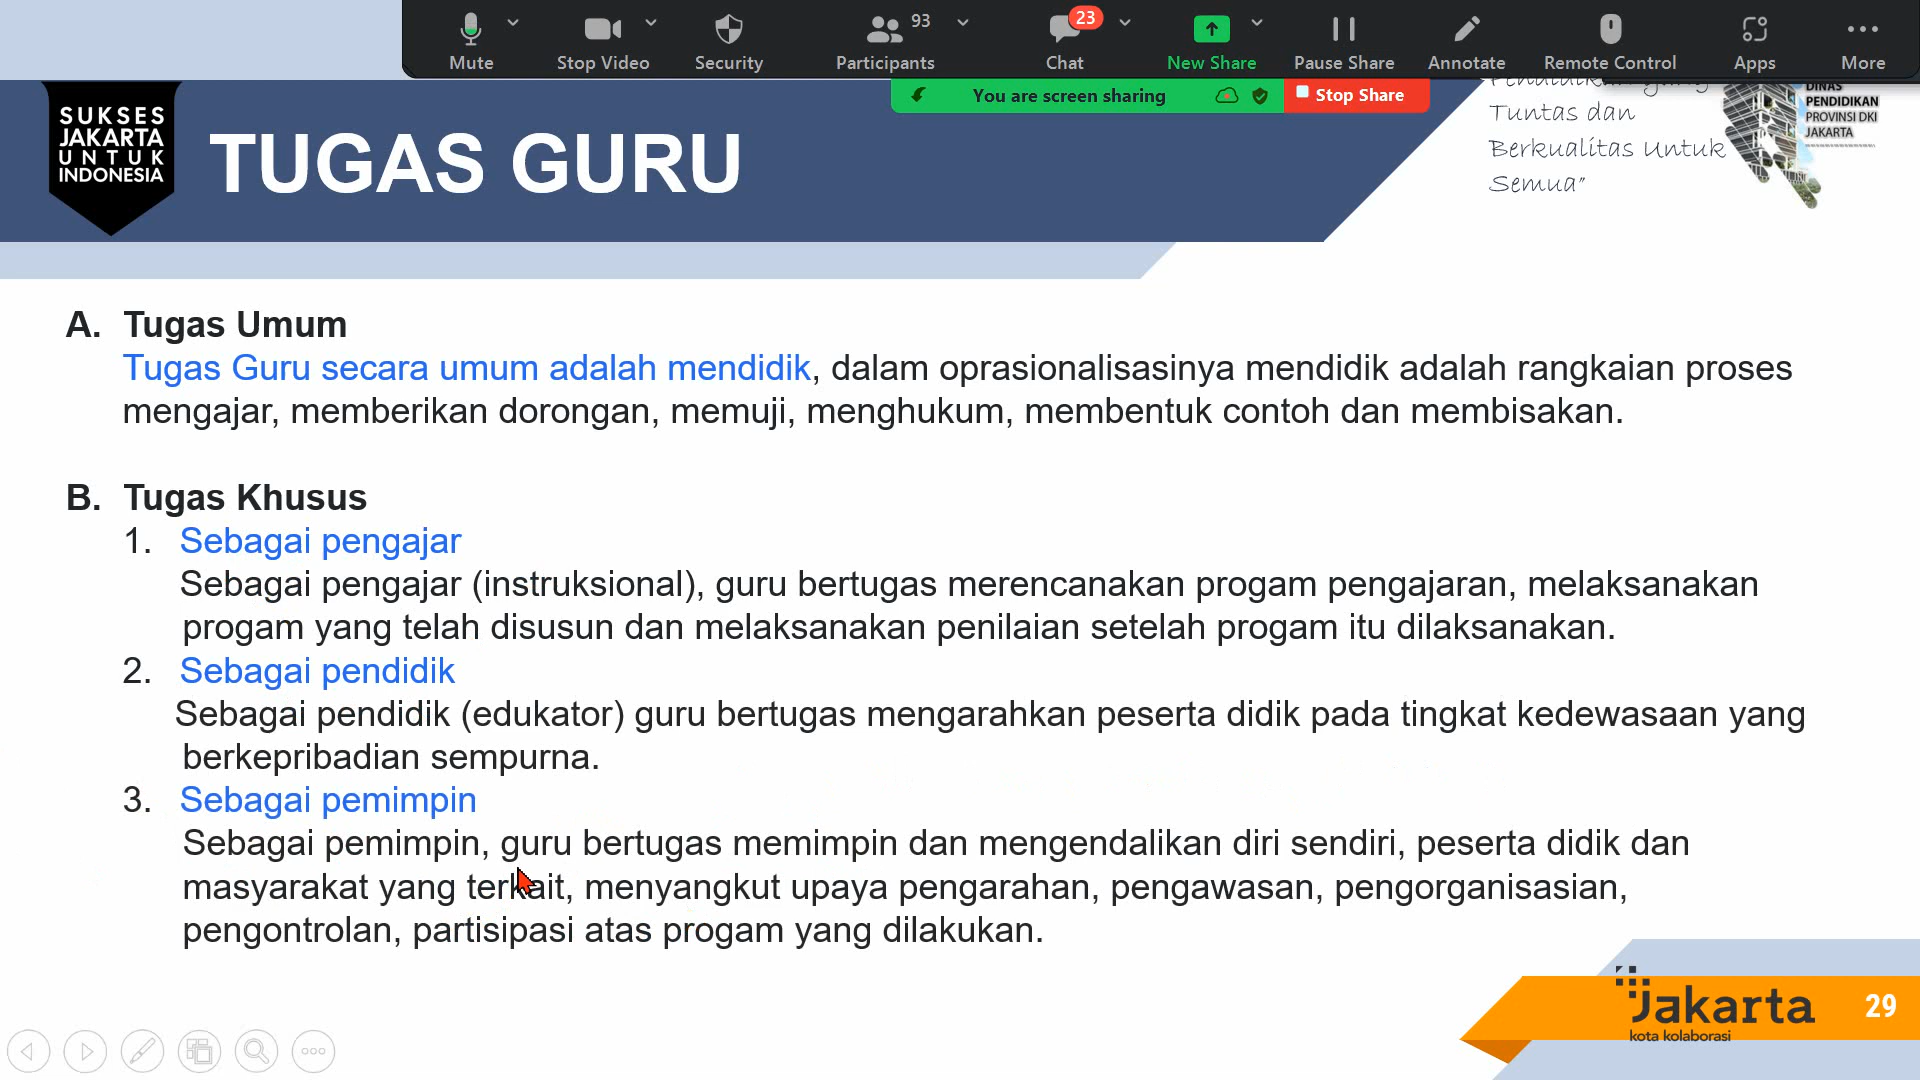 93
23
Mute
Stop Video
Security
Participants
Chat
New Share
Pause Share
Annotate
Remote Control
Apps
More
You are screen sharing
Stop Share
SUKSES
JAKARTA
UNTUK
INDONESIA
TUGAS GURU
Pendidikan yang
Tuntas dan
Berkualitas Untuk
Semua"
DINAS
PENDIDIKAN
PROVINSI DKI
JAKARTA
A. Tugas Umum
Tugas Guru secara umum adalah mendidik, dalam oprasionalisasinya mendidik adalah rangkaian proses
mengajar, memberikan dorongan, memuji, menghukum, membentuk contoh dan membisakan.
B. Tugas Khusus
1. Sebagai pengajar
Sebagai pengajar (instruksional), guru bertugas merencanakan progam pengajaran, melaksanakan
progam yang telah disusun dan melaksanakan penilaian setelah progam itu dilaksanakan.
2. Sebagai pendidik
Sebagai pendidik (edukator) guru bertugas mengarahkan peserta didik pada tingkat kedewasaan yang
berkepribadian sempurna.
3. Sebagai pemimpin
Sebagai pemimpin, guru bertugas memimpin dan mengendalikan diri sendiri, peserta didik dan
masyarakat yang terkait, menyangkut upaya pengarahan, pengawasan, pengorganisasian,
pengontrolan, partisipasi atas progam yang dilakukan.
Jakarta
kota kolaborasi
29